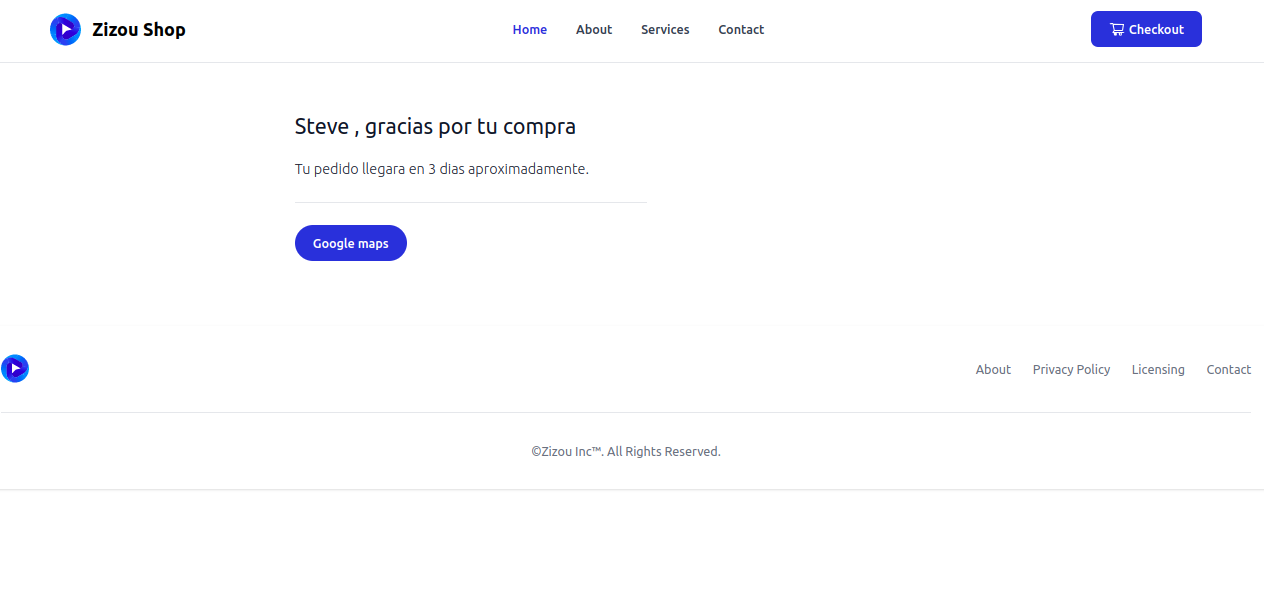 Zizou Shop
Home About Services Contact
Checkout
Steve , gracias por tu compra
Tu pedido llegara en 3 dias aproximadamente.
Google maps
About Privacy Policy Licensing Contact
©Zizou Inc™. All Rights Reserved.